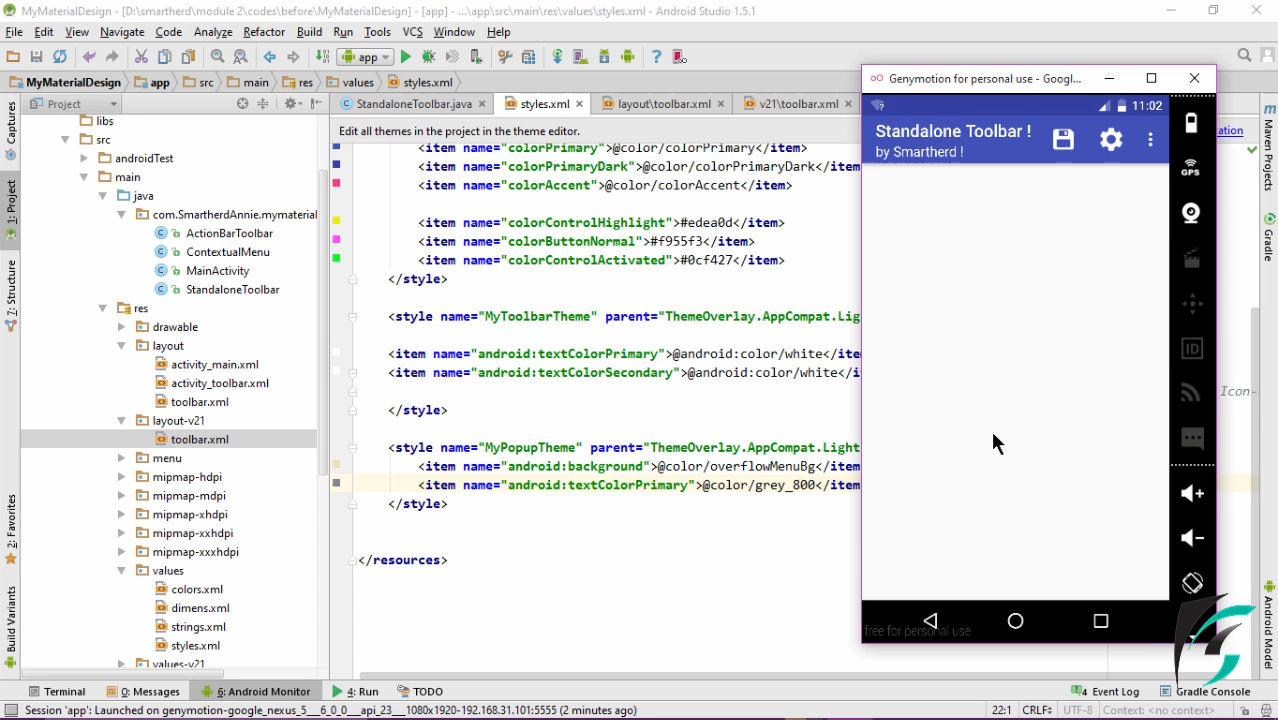 MyMaterialDesign - [D:\smartherd\module 2\codes\before\MyMaterialDesign] - [app] - ...\app\src\main\res\values\styles.xml - Android Studio 1.5.1
File Edit View Navigate Code Analyze Refactor Build Run Tools VCS Window Help
app
MyMaterialDesign app src main res values styles.xml
Project
StandaloneToolbar.java styles.xml layout\toolbar.xml v21\toolbar.xml
Edit all themes in the project in the theme editor.
ation
Captures
1: Project
7: Structure
2: Favorites
Build Variants
libs
src
androidTest
main
java
com.SmartherdAnnie.mymaterial
ActionBarToolbar
ContextualMenu
MainActivity
StandaloneToolbar
res
drawable
layout
activity_main.xml
activity_toolbar.xml
toolbar.xml
layout-v21
toolbar.xml
menu
mipmap-hdpi
mipmap-mdpi
mipmap-xhdpi
mipmap-xxhdpi
mipmap-xxxhdpi
values
colors.xml
dimens.xml
strings.xml
styles.xml
values-v21
<item name="colorPrimary">@color/colorPrimary</item>
<item name="colorPrimaryDark">@color/colorPrimaryDark</item>
<item name="colorAccent">@color/colorAccent</item>
<item name="colorControlHighlight">#edea0d</item>
<item name="colorButtonNormal">#f955f3</item>
<item name="colorControlActivated">#0cf427</item>
</style>
<style name="MyToolbarTheme" parent="ThemeOverlay.AppCompat.Lig
<item name="android:textColorPrimary">@android:color/white</ite
<item name="android:textColorSecondary">@android:color/white</i
</style>
<style name="MyPopupTheme" parent="ThemeOverlay.AppCompat.Light
<item name="android:background">@color/overflowMenuBg</item
<item name="android:textColorPrimary">@color/grey_800</item
</style>
</resources>
Icon-
Genymotion for personal use - Googl...
11:02
Standalone Toolbar !
by Smartherd !
GPS
ID
free for personal use
Maven Projects
Gradle
Android Model
Terminal 0: Messages 6: Android Monitor 4: Run TODO 4 Event Log Gradle Console
Session 'app': Launched on genymotion-google_nexus_5___6_0_0___api_23___1080x1920-192.168.31.101:5555 (2 minutes ago) 22:1 CRLF÷ UTF-8 Context: <no context>